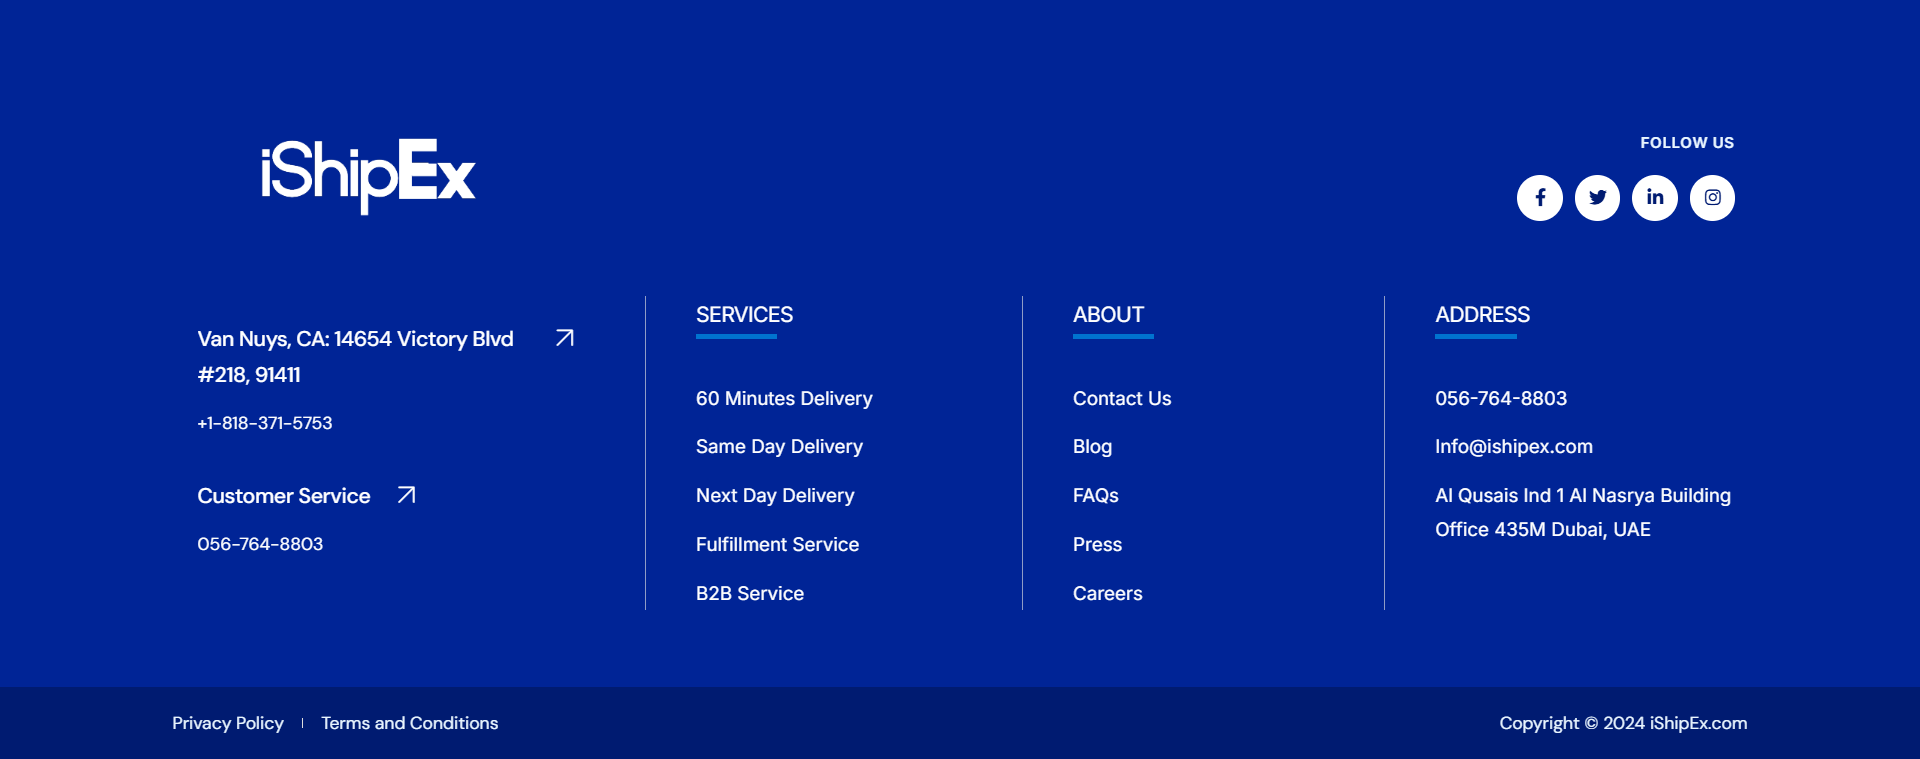 iShipEx
FOLLOW US
Van Nuys, CA: 14654 Victory Blvd
#218, 91411
+1-818-371-5753
Customer Service
056-764-8803
SERVICES
60 Minutes Delivery
Same Day Delivery
Next Day Delivery
Fulfillment Service
B2B Service
ABOUT
Contact Us
Blog
FAQs
Press
Careers
ADDRESS
056-764-8803
Info@ishipex.com
Al Qusais Ind 1 Al Nasrya Building
Office 435M Dubai, UAE
Privacy Policy | Terms and Conditions
Copyright © 2024 iShipEx.com